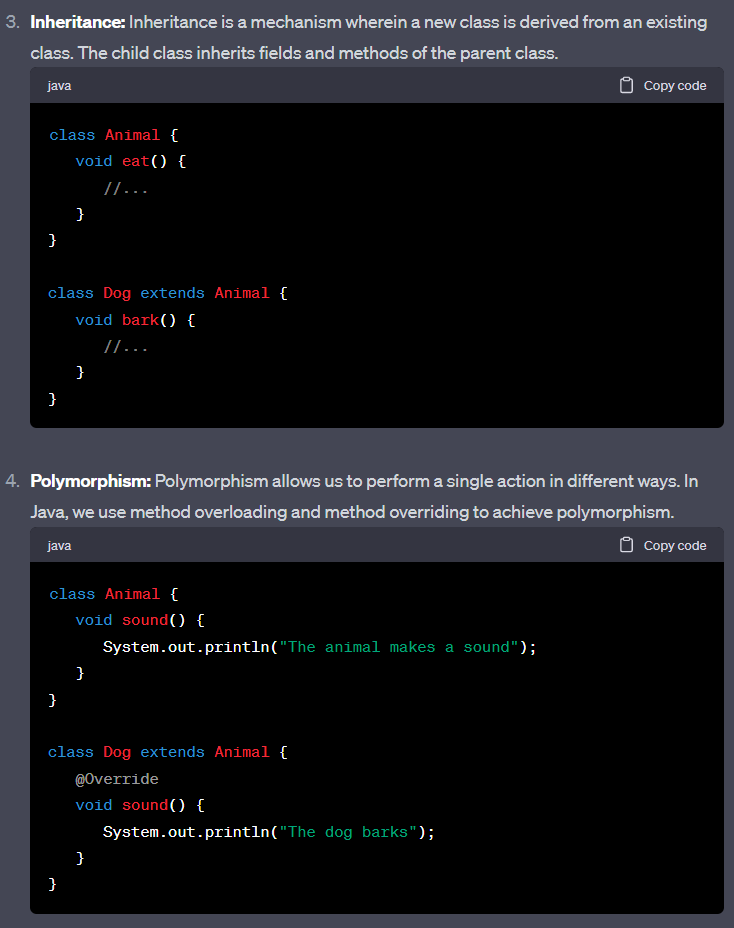 3. Inheritance: Inheritance is a mechanism wherein a new class is derived from an existing
class. The child class inherits fields and methods of the parent class.
java Copy code
class Animal {
void eat() {
//...
}
}
class Dog extends Animal {
void bark() {
//...
}
}
4. Polymorphism: Polymorphism allows us to perform a single action in different ways. In
Java, we use method overloading and method overriding to achieve polymorphism.
java Copy code
class Animal {
void sound() {
System.out.println("The animal makes a sound");
}
}
class Dog extends Animal {
@Override
void sound() {
System.out.println("The dog barks");
}
}